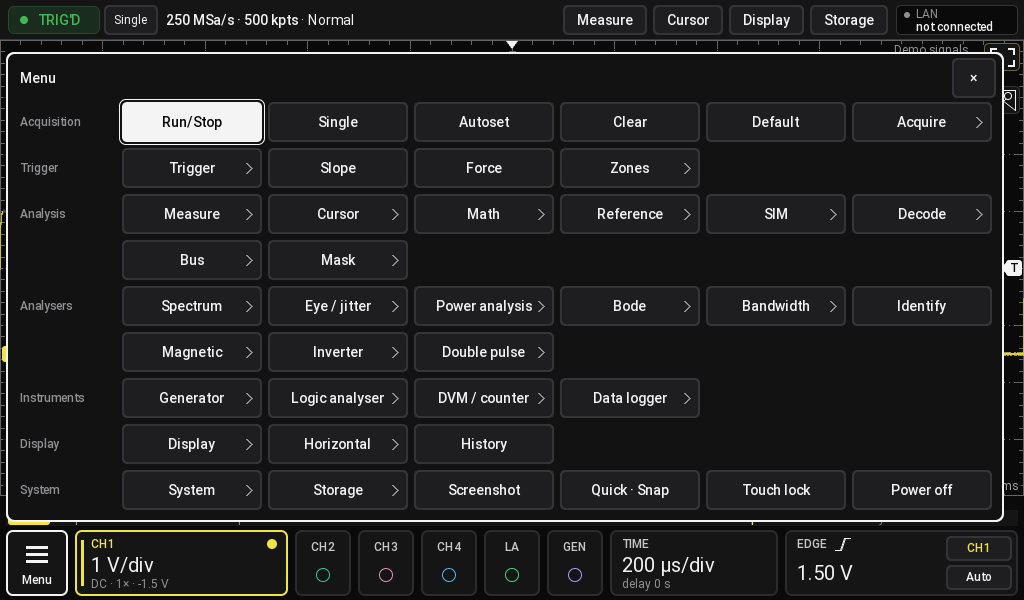 TRIG'D
Single
250 MSa/s · 500 kpts · Normal
Measure
Cursor
Display
Storage
LAN
not connected
Demo signals
Menu
×
Acquisition
Run/Stop
Single
Autoset
Clear
Default
Acquire
Trigger
Trigger
Slope
Force
Zones
Analysis
Measure
Cursor
Math
Reference
SIM
Decode
Bus
Mask
T
Analysers
Spectrum
Eye / jitter
Power analysis
Bode
Bandwidth
Identify
Magnetic
Inverter
Double pulse
Instruments
Generator
Logic analyser
DVM / counter
Data logger
Display
Display
Horizontal
History
System
System
Storage
Screenshot
Quick · Snap
Touch lock
Power off
ms
Menu
CH1
1 V/div
DC · 1× · -1.5 V
CH2
CH3
CH4
LA
GEN
TIME
200 µs/div
delay 0 s
EDGE
1.50 V
CH1
Auto